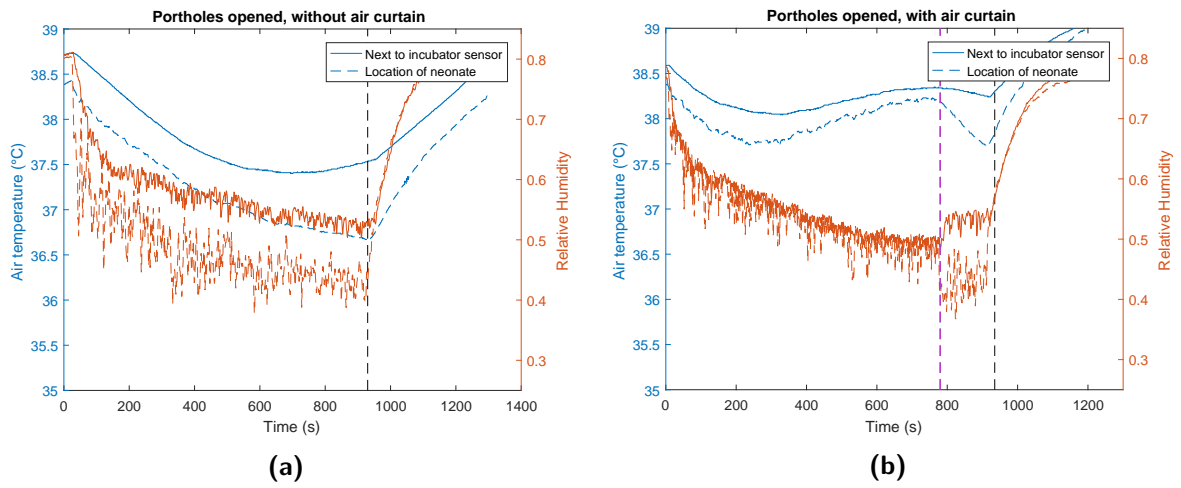 Portholes opened, without air curtain
39
38.5
38
37.5
37
36.5
36
35.5
35
Air temperature (°C)
0.8
0.7
0.6
0.5
0.4
0.3
Relative Humidity
Next to incubator sensor
Location of neonate
0 200 400 600 800 1000 1200 1400
Time (s)
(a)
Portholes opened, with air curtain
39
38.5
38
37.5
37
36.5
36
35.5
35
Air temperature (°C)
0.8
0.7
0.6
0.5
0.4
0.3
Relative Humidity
Next to incubator sensor
Location of neonate
0 200 400 600 800 1000 1200
Time (s)
(b)